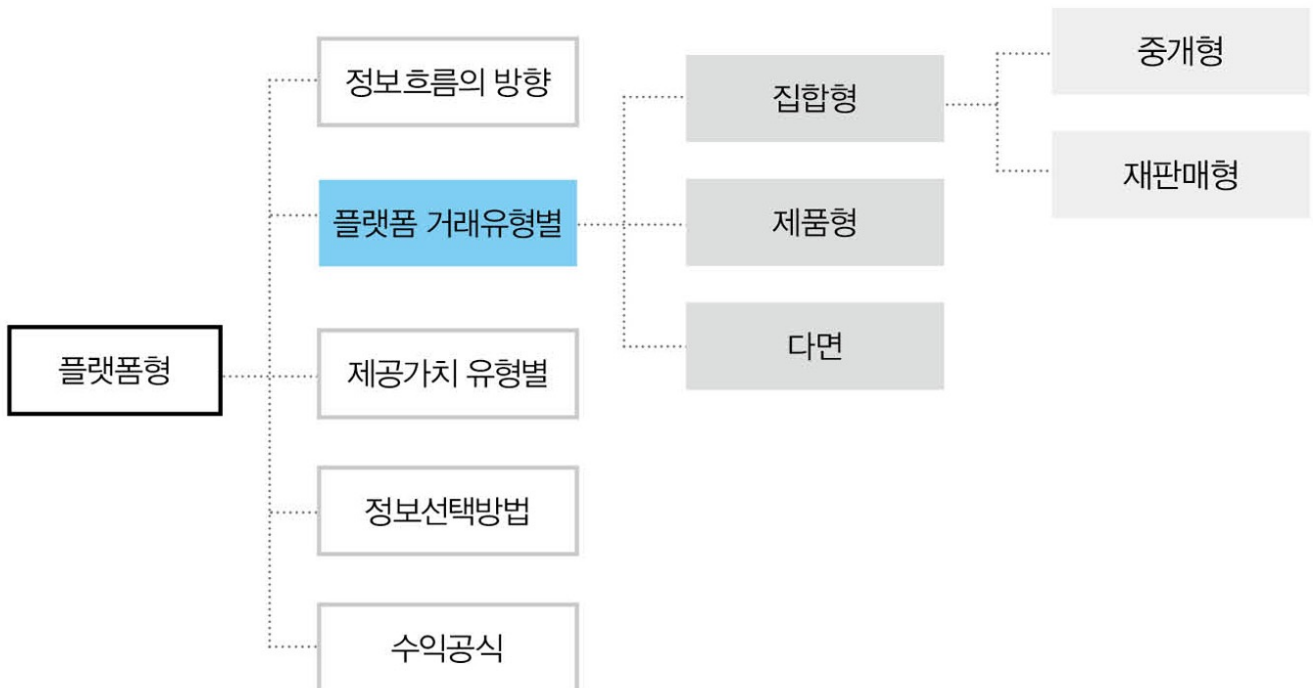 플랫폼형
정보흐름의 방향
플랫폼 거래유형별
제공가치 유형별
정보선택방법
수익공식
집합형
제품형
다면
중개형
재판매형